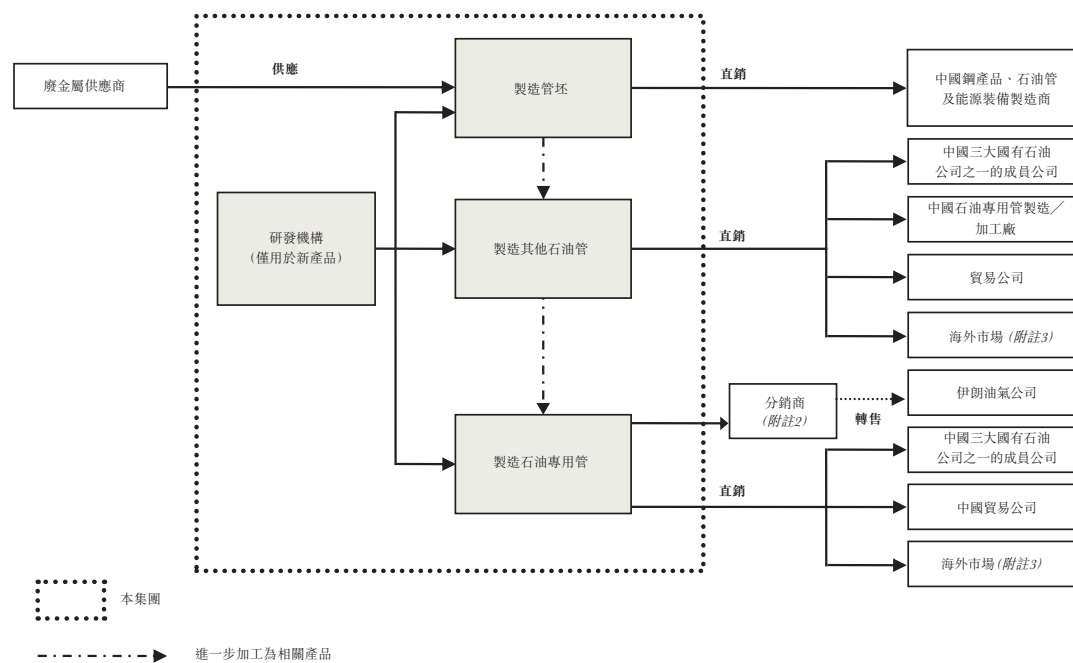 廢金屬供應商
供應
製造管坯
直銷
中國鋼產品、石油管
及能源裝備製造商
研發機構
(僅用於新產品)
製造其他石油管
直銷
中國三大國有石油
公司之一的成員公司
中國石油專用管製造／
加工廠
貿易公司
海外市場 (附註3)
製造石油專用管
分銷商
(附註2)
轉售
伊朗油氣公司
直銷
中國三大國有石油
公司之一的成員公司
中國貿易公司
海外市場(附註3)
本集團
進一步加工為相關產品